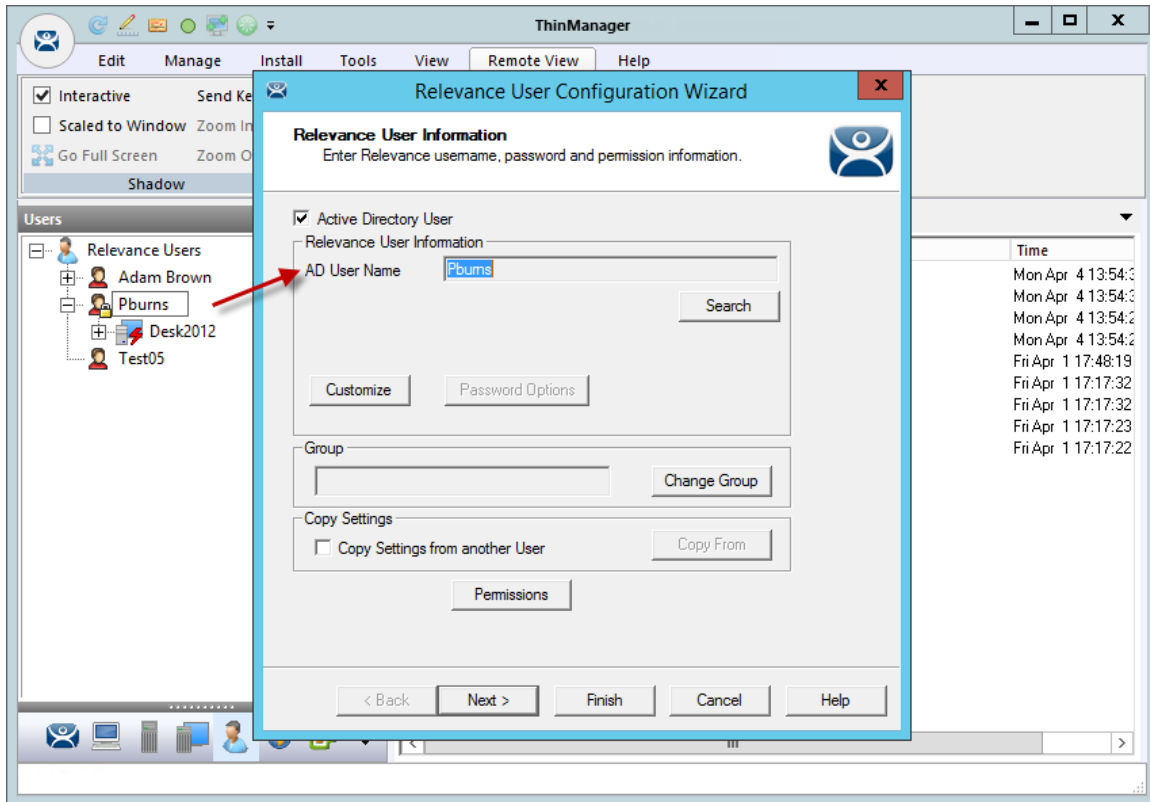 ThinManager
Edit Manage Install Tools View Remote View Help
Interactive Send Ke
Scaled to Window Zoom In
Go Full Screen Zoom O
Shadow
Users
Relevance Users
Adam Brown
Pburns
Desk2012
Test05
Relevance User Configuration Wizard
X
Relevance User Information
Enter Relevance username, password and permission information.
Active Directory User
Relevance User Information
AD User Name Pburns
Search
Customize Password Options
Group
Change Group
Copy Settings
Copy Settings from another User Copy From
Permissions
< Back Next > Finish Cancel Help
Time
Mon Apr 4 13:54:3
Mon Apr 4 13:54:3
Mon Apr 4 13:54:2
Mon Apr 4 13:54:2
Fri Apr 1 17:48:19
Fri Apr 1 17:17:32
Fri Apr 1 17:17:32
Fri Apr 1 17:17:23
Fri Apr 1 17:17:22